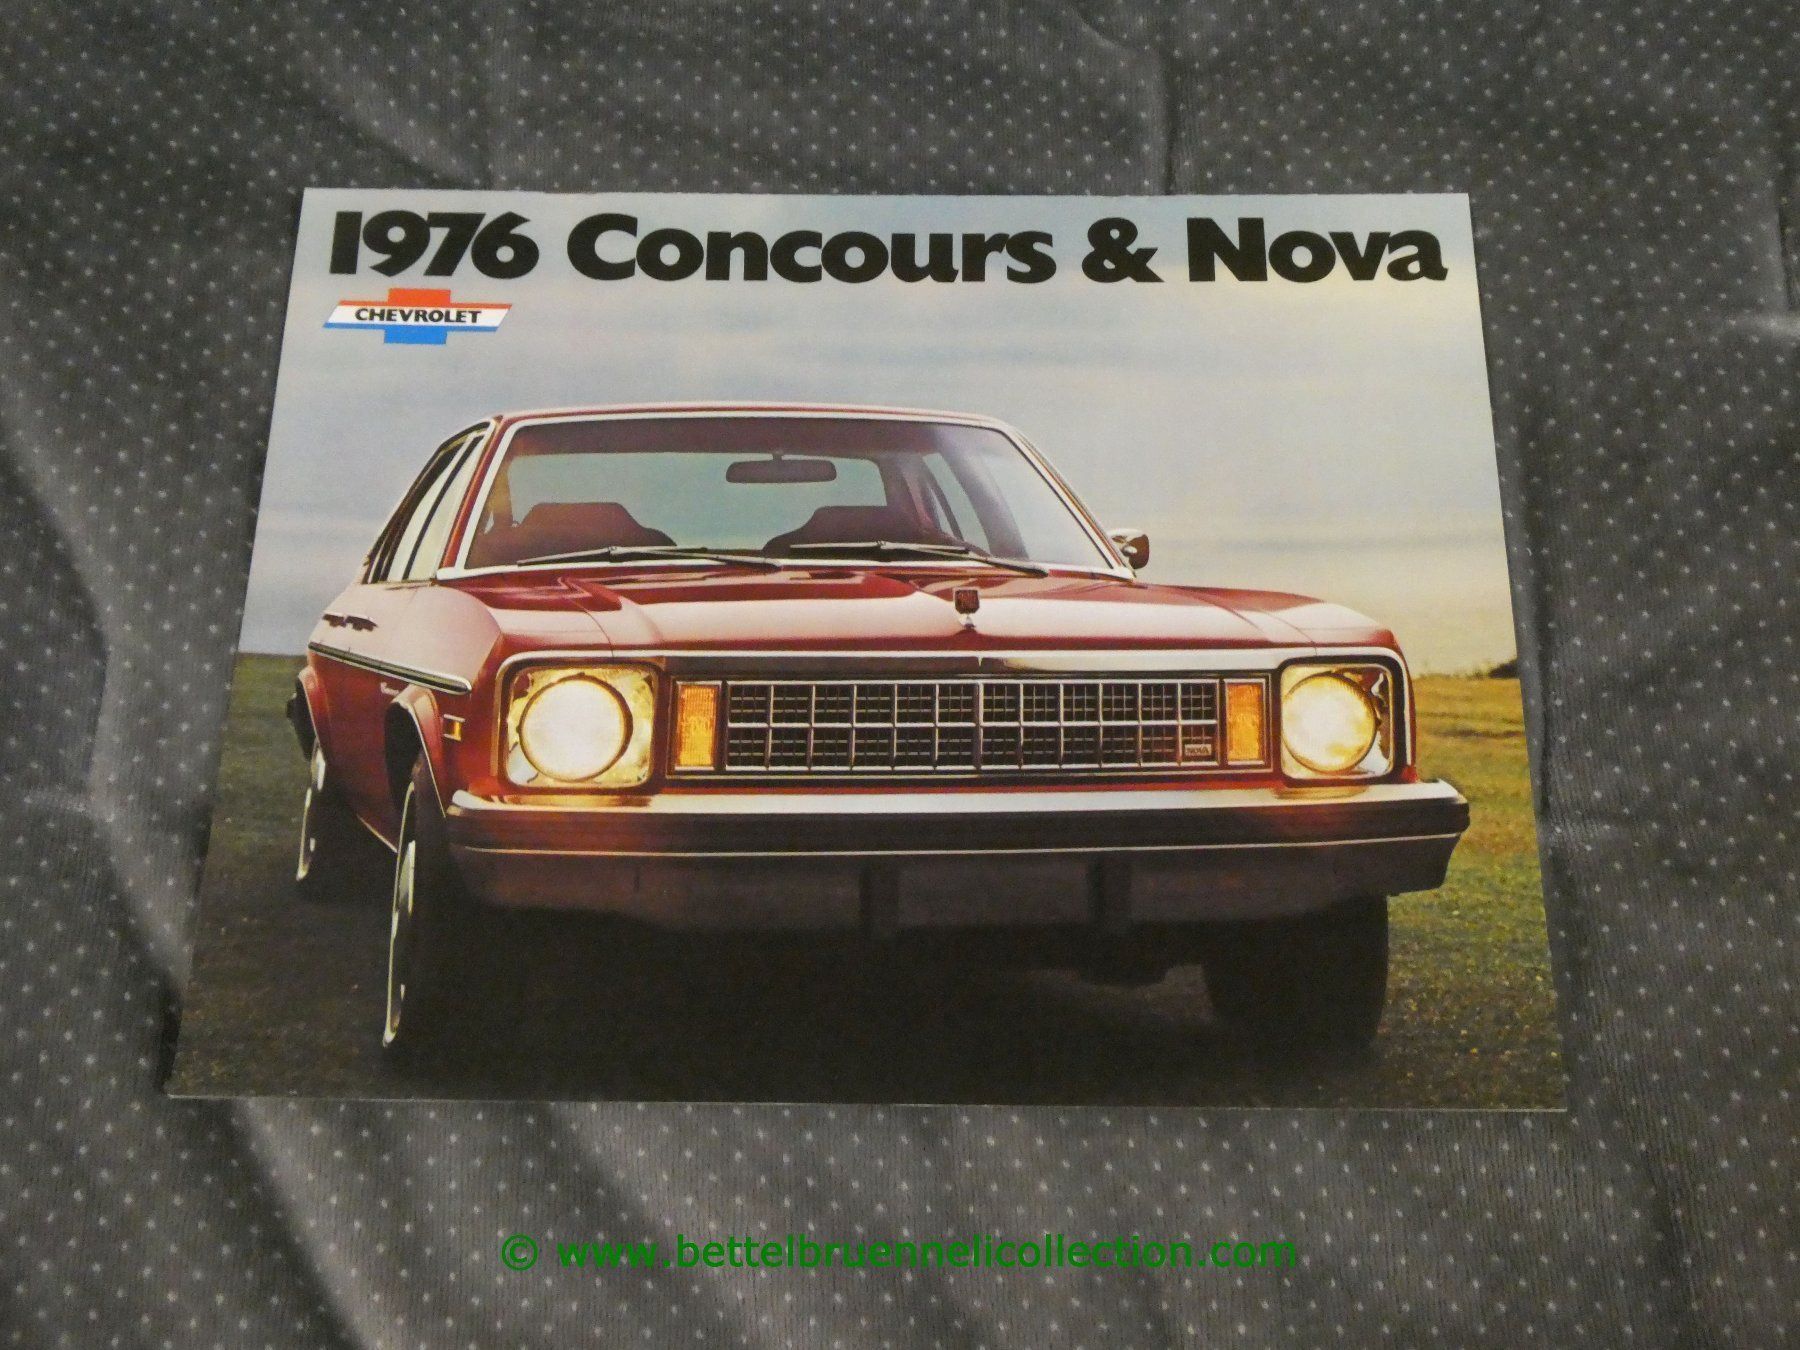 1976 Concours & Nova
CHEVROLET
NOVA
© www.bettelbruennelicollection.com